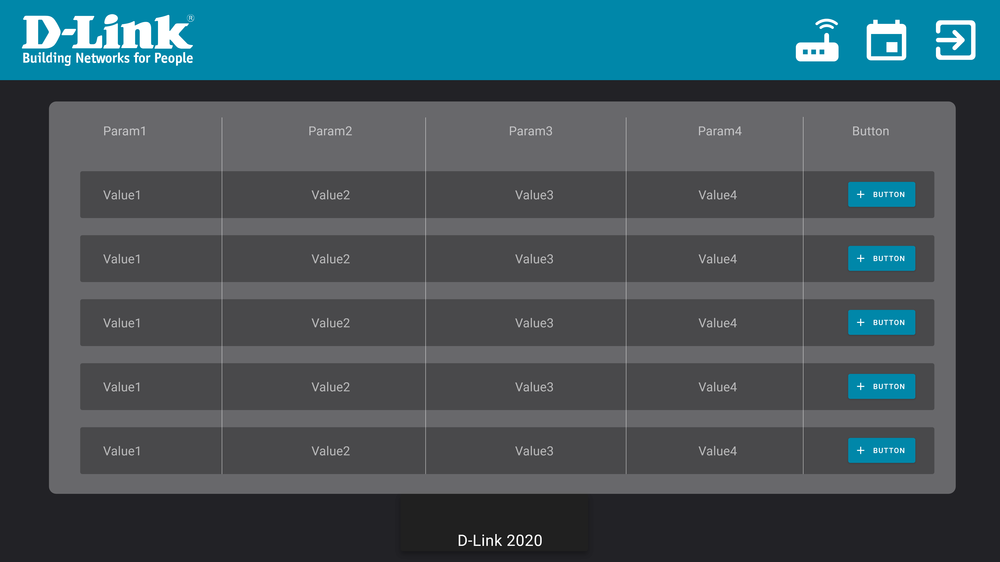 D-Link®
Building Networks for People
Param1 Param2 Param3 Param4 Button
Value1 Value2 Value3 Value4 + BUTTON
Value1 Value2 Value3 Value4 + BUTTON
Value1 Value2 Value3 Value4 + BUTTON
Value1 Value2 Value3 Value4 + BUTTON
Value1 Value2 Value3 Value4 + BUTTON
D-Link 2020